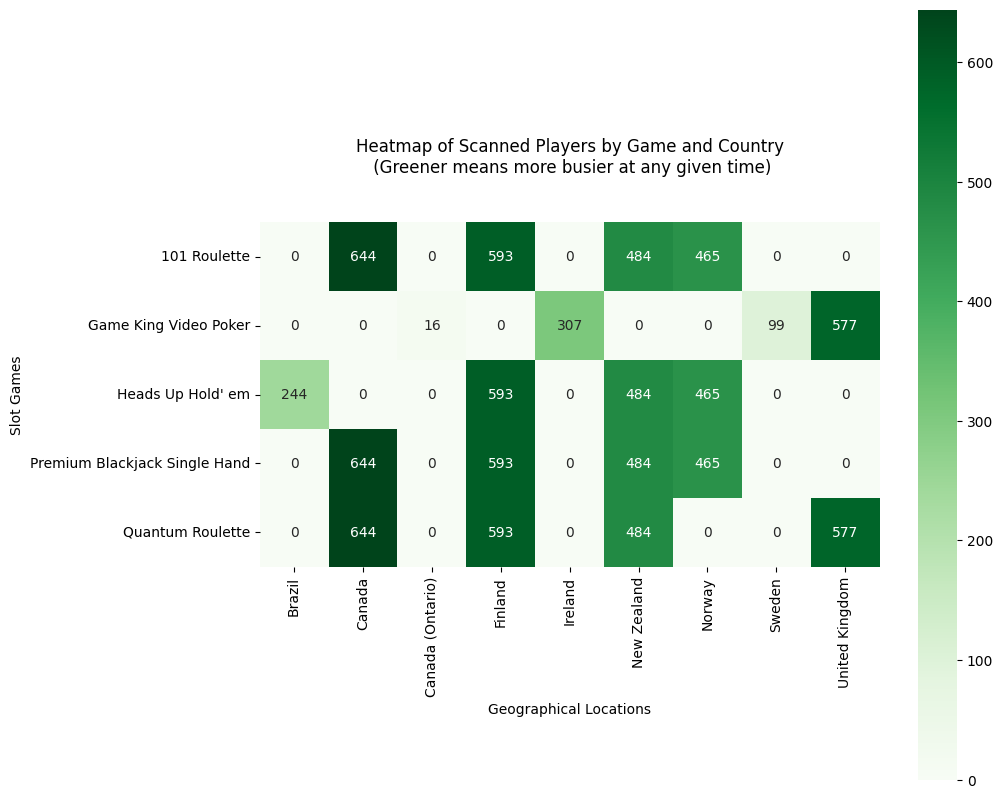 Heatmap of Scanned Players by Game and Country
(Greener means more busier at any given time)
Slot Games
101 Roulette 0 644 0 593 0 484 465 0 0
Game King Video Poker 0 0 16 0 307 0 0 99 577
Heads Up Hold' em 244 0 0 593 0 484 465 0 0
Premium Blackjack Single Hand 0 644 0 593 0 484 465 0 0
Quantum Roulette 0 644 0 593 0 484 0 0 577
Brazil
Canada
Canada (Ontario)
Finland
Ireland
New Zealand
Norway
Sweden
United Kingdom
Geographical Locations
600
500
400
300
200
100
0